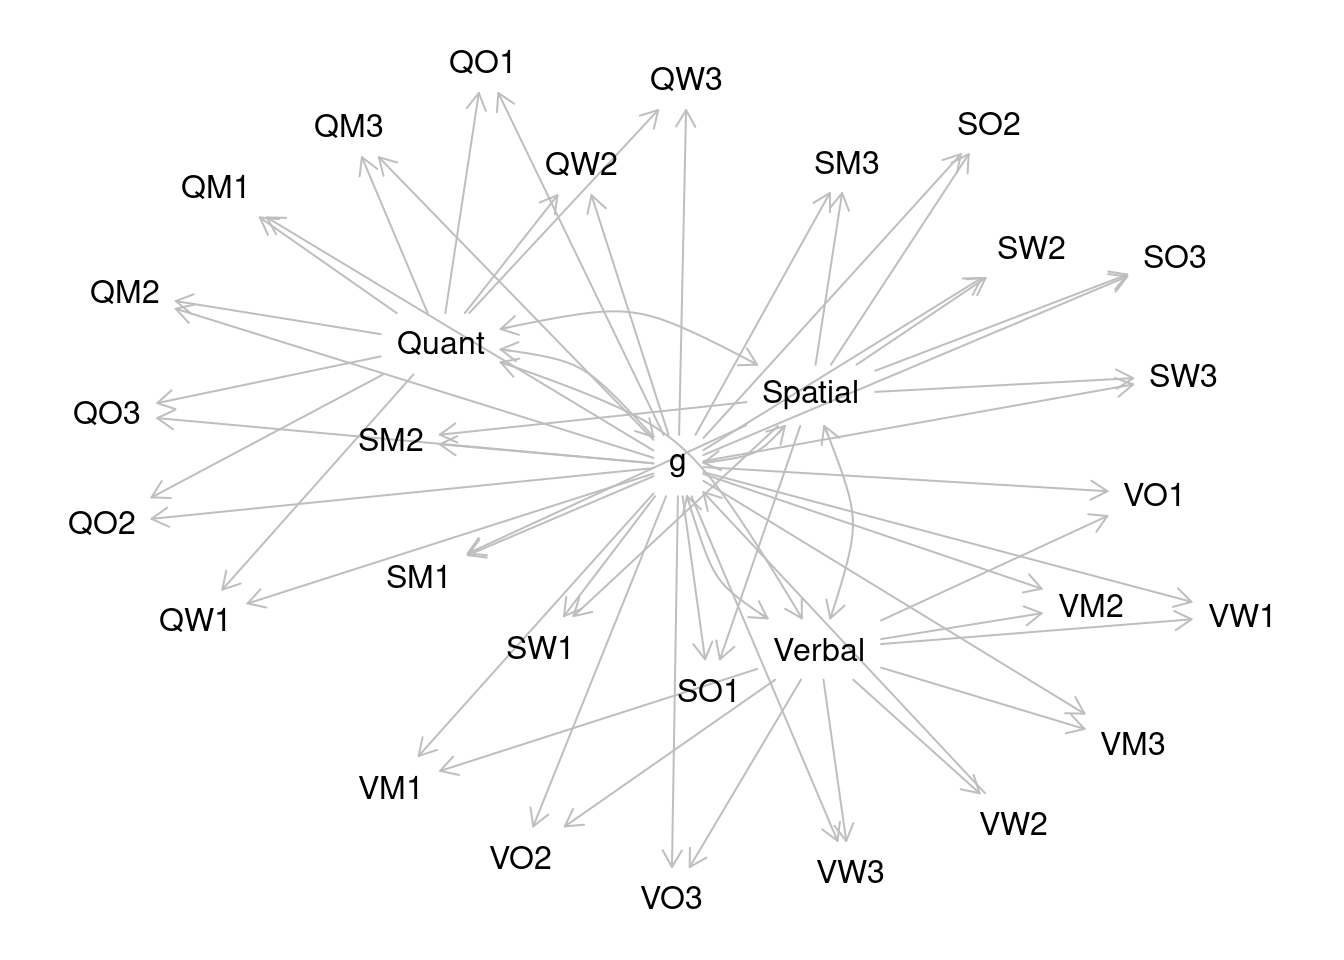 QO1
QW3
QM3
SO2
QW2
SM3
QM1
SW2
SO3
QM2
Quant
SW3
Spatial
QO3
SM2
g
VO1
QO2
SM1
VM2
VW1
QW1
SW1
Verbal
SO1
VM3
VM1
VW2
VO2
VW3
VO3